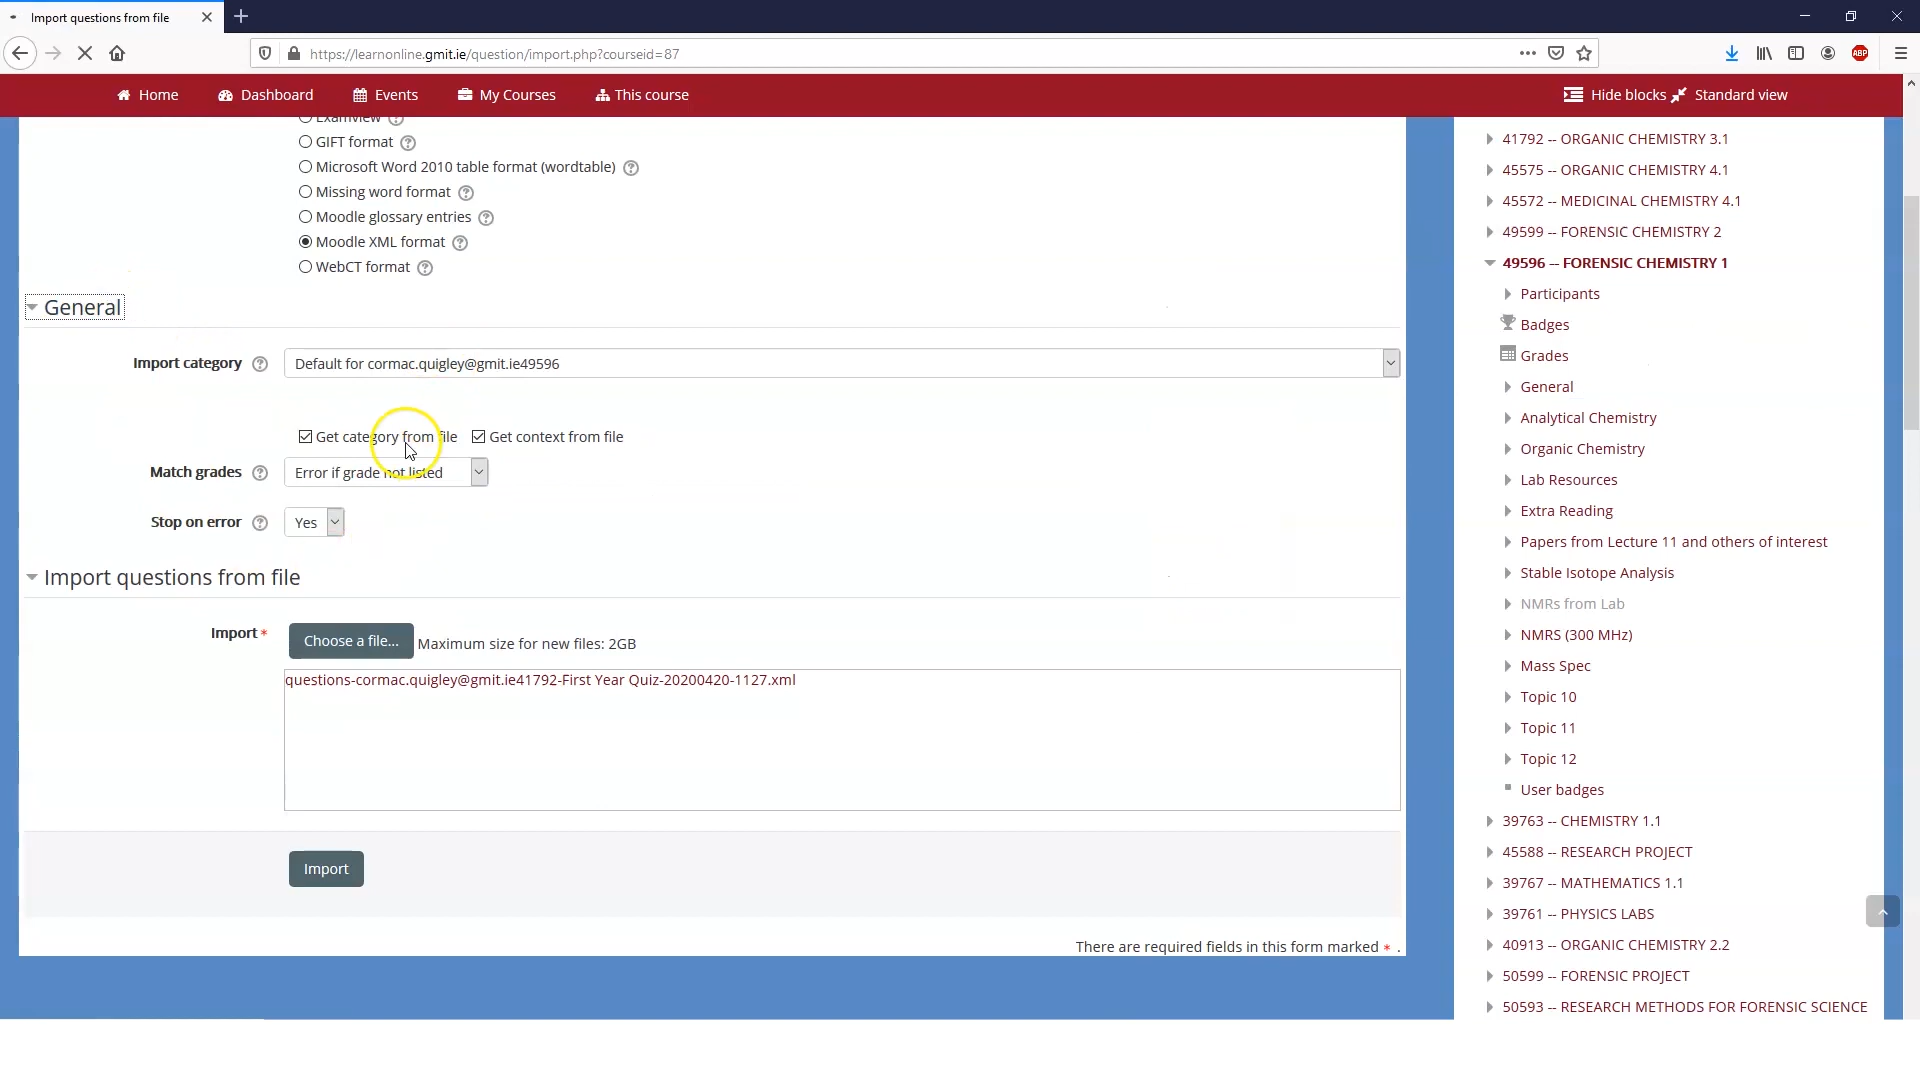 Import questions from file
https://learnonline.gmit.ie/question/import.php?courseid=87
ABP
Home Dashboard Events My Courses This course Hide blocks Standard view
Examview
GIFT format
Microsoft Word 2010 table format (wordtable)
Missing word format
Moodle glossary entries
Moodle XML format
WebCT format
General
Import category Default for cormac.quigley@gmit.ie49596
Get category from file Get context from file
Match grades Error if grade not listed
Stop on error Yes
Import questions from file
Import * Choose a file... Maximum size for new files: 2GB
questions-cormac.quigley@gmit.ie41792-First Year Quiz-20200420-1127.xml
Import
There are required fields in this form marked * .
41792 -- ORGANIC CHEMISTRY 3.1
45575 -- ORGANIC CHEMISTRY 4.1
45572 -- MEDICINAL CHEMISTRY 4.1
49599 -- FORENSIC CHEMISTRY 2
49596 -- FORENSIC CHEMISTRY 1
Participants
Badges
Grades
General
Analytical Chemistry
Organic Chemistry
Lab Resources
Extra Reading
Papers from Lecture 11 and others of interest
Stable Isotope Analysis
NMRs from Lab
NMRS (300 MHz)
Mass Spec
Topic 10
Topic 11
Topic 12
User badges
39763 -- CHEMISTRY 1.1
45588 -- RESEARCH PROJECT
39767 -- MATHEMATICS 1.1
39761 -- PHYSICS LABS
40913 -- ORGANIC CHEMISTRY 2.2
50599 -- FORENSIC PROJECT
50593 -- RESEARCH METHODS FOR FORENSIC SCIENCE